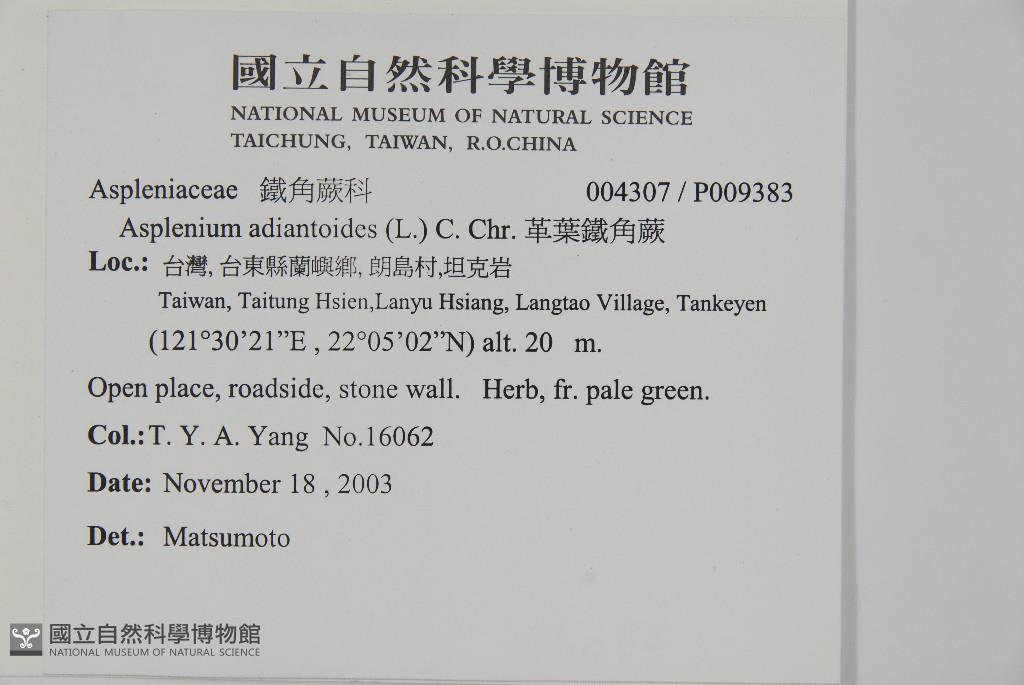 國立自然科學博物館
NATIONAL MUSEUM OF NATURAL SCIENCE
TAICHUNG, TAIWAN, R.O.CHINA
Aspleniaceae 鐵角蕨科 004307 / P009383
Asplenium adiantoides (L.) C. Chr. 革葉鐵角蕨
Loc.: 台灣, 台東縣蘭嶼鄉, 朗島村,坦克岩
Taiwan, Taitung Hsien,Lanyu Hsiang, Langtao Village, Tankeyen
(121°30’21”E , 22°05’02”N) alt. 20 m.
Open place, roadside, stone wall. Herb, fr. pale green.
Col.: T. Y. A. Yang No.16062
Date: November 18 , 2003
Det.: Matsumoto
國立自然科學博物館
NATIONAL MUSEUM OF NATURAL SCIENCE